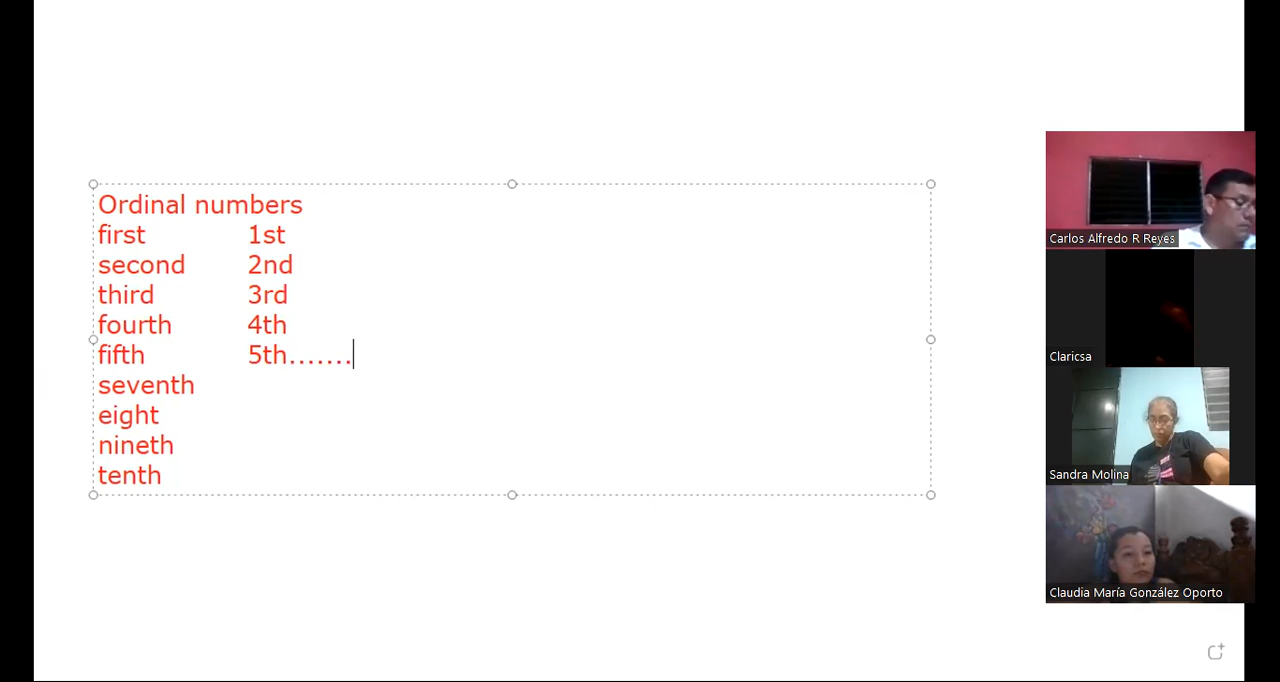 Ordinal numbers
first 1st
second 2nd
third 3rd
fourth 4th
fifth 5th.......
seventh
eight
nineth
tenth
Carlos Alfredo R Reyes
Claricsa
Sandra Molina
Claudia María González Oporto